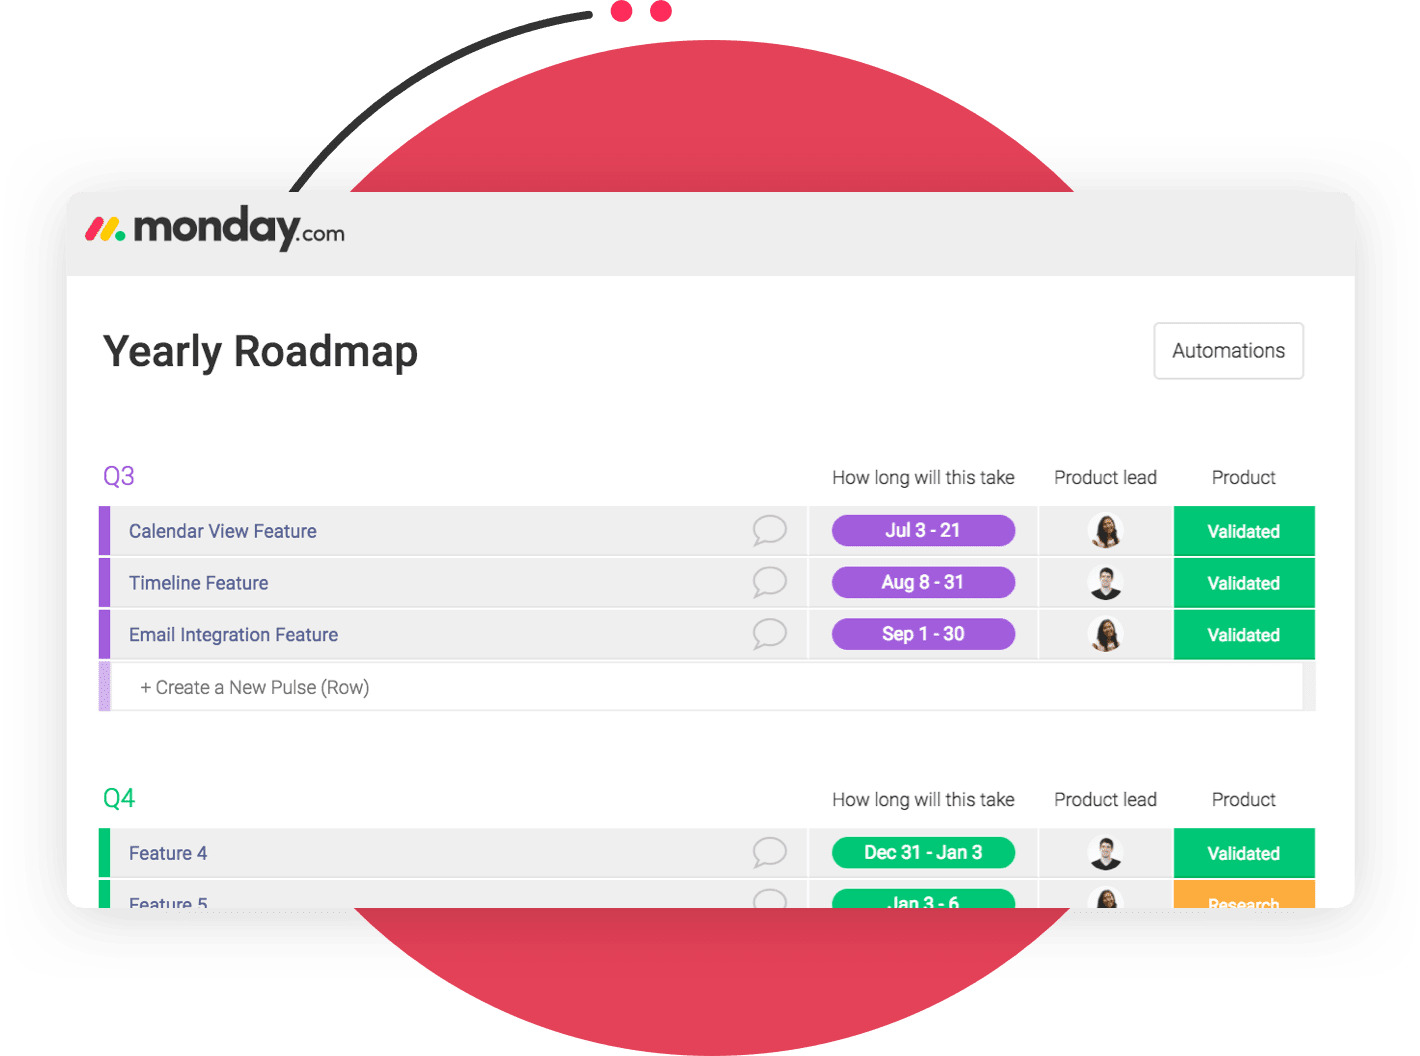 monday.com
Yearly Roadmap
Automations
Q3 How long will this take Product lead Product
Calendar View Feature Jul 3 - 21 Validated
Timeline Feature Aug 8 - 31 Validated
Email Integration Feature Sep 1 - 30 Validated
+ Create a New Pulse (Row)
Q4 How long will this take Product lead Product
Feature 4 Dec 31 - Jan 3 Validated
Feature 5 Jan 3 - 6 Research